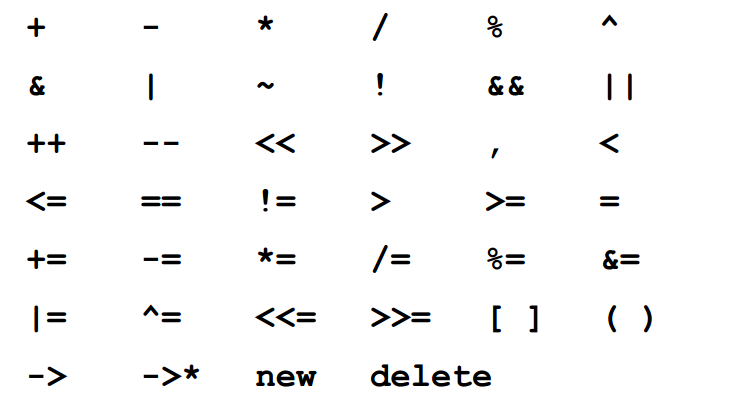 + - * / % ^
& | ~ ! && ||
++ -- << >> , <
<= == != > >= =
+= -= *= /= %= &=
|= ^= <<= >>= [ ] ( )
-> ->* new delete